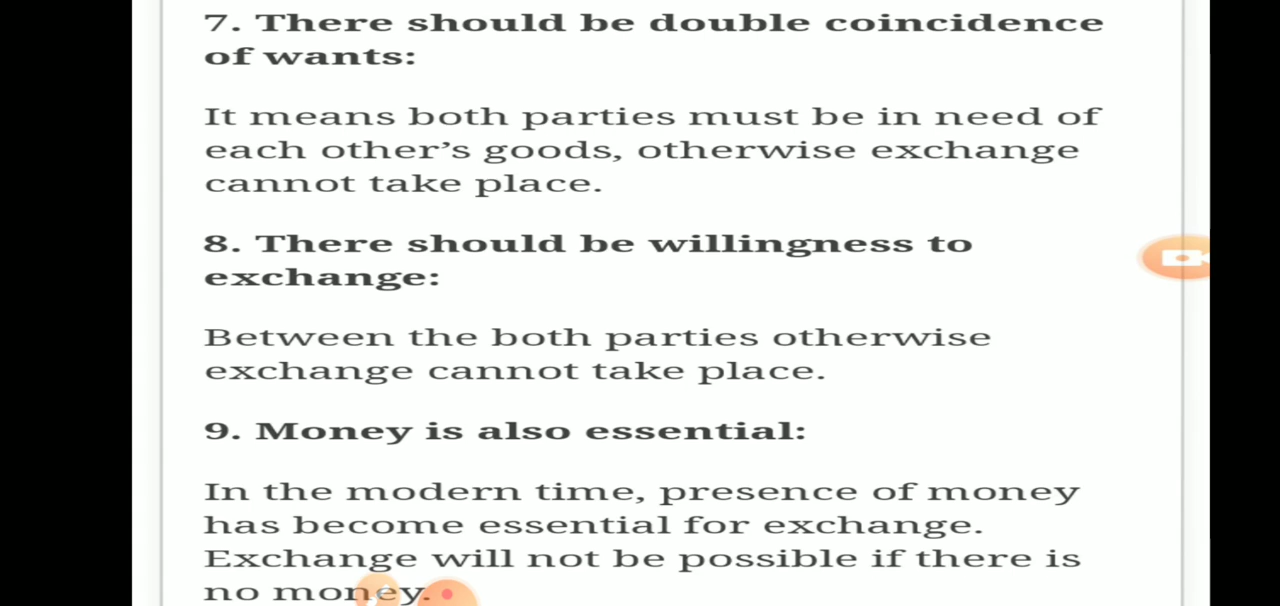 7. There should be double coincidence
of wants:
It means both parties must be in need of
each other’s goods, otherwise exchange
cannot take place.
8. There should be willingness to
exchange:
Between the both parties otherwise
exchange cannot take place.
9. Money is also essential:
In the modern time, presence of money
has become essential for exchange.
Exchange will not be possible if there is
no money.